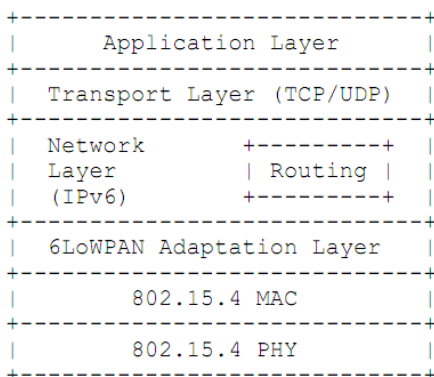 Application Layer
Transport Layer (TCP/UDP)
Network
Layer Routing
(IPv6)
6LoWPAN Adaptation Layer
802.15.4 MAC
802.15.4 PHY